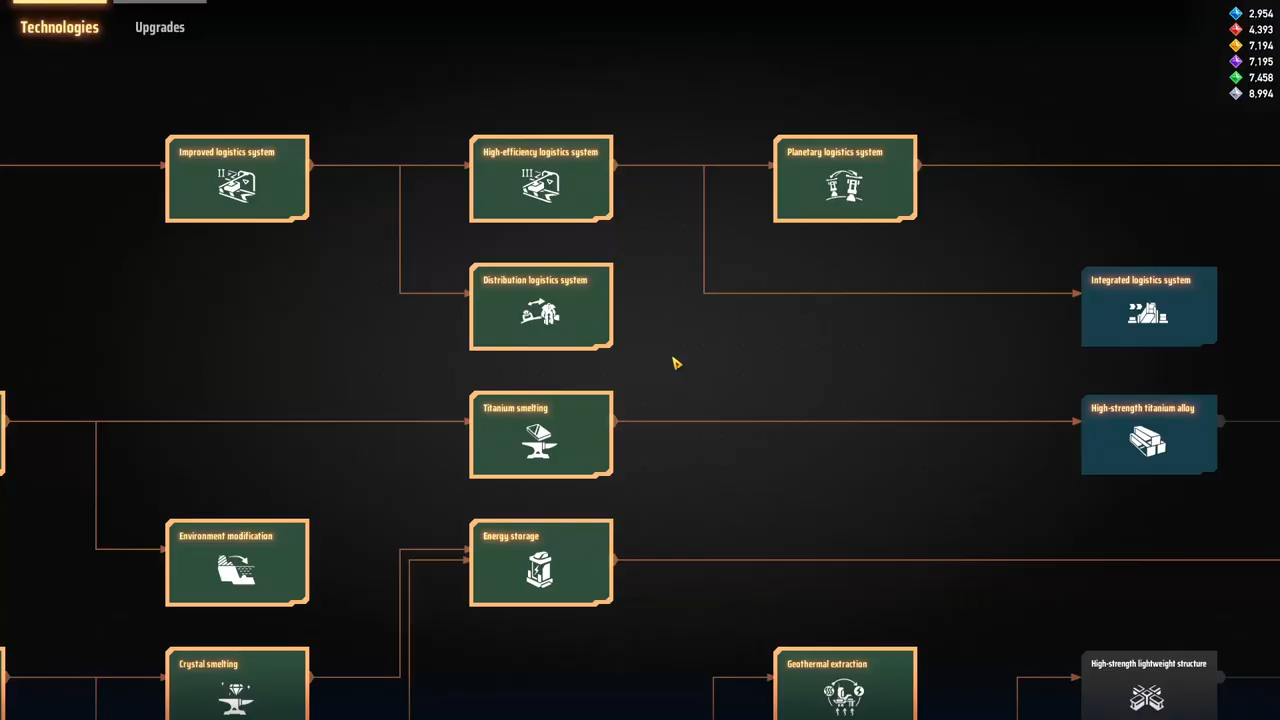 Technologies
Upgrades
2,954
4,393
7,194
7,195
7,458
8,994
Improved logistics system
II
High-efficiency logistics system
III
Planetary logistics system
Distribution logistics system
Integrated logistics system
Titanium smelting
High-strength titanium alloy
Environment modification
Energy storage
Crystal smelting
Geothermal extraction
High-strength lightweight structure